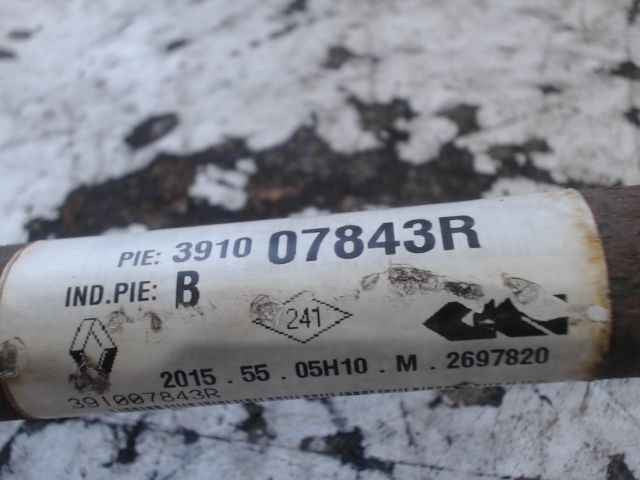 PIE: 3910 07843R
IND.PIE: B
241
2015 . 55 . 05H10 . M . 2697820
391007843R